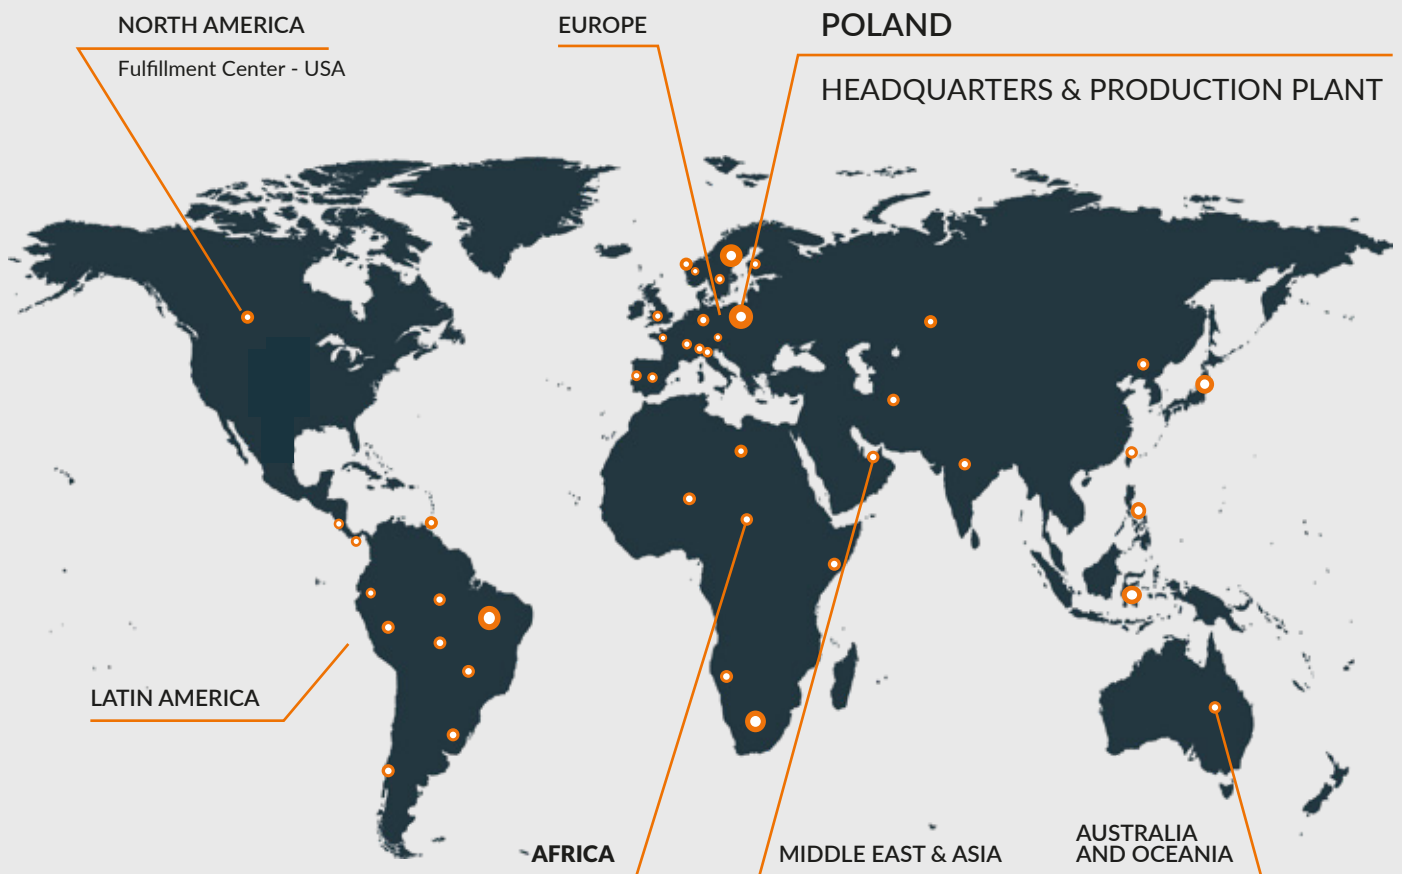 NORTH AMERICA
Fulfillment Center - USA
EUROPE
POLAND
HEADQUARTERS & PRODUCTION PLANT
LATIN AMERICA
AFRICA
MIDDLE EAST & ASIA
AUSTRALIA
AND OCEANIA